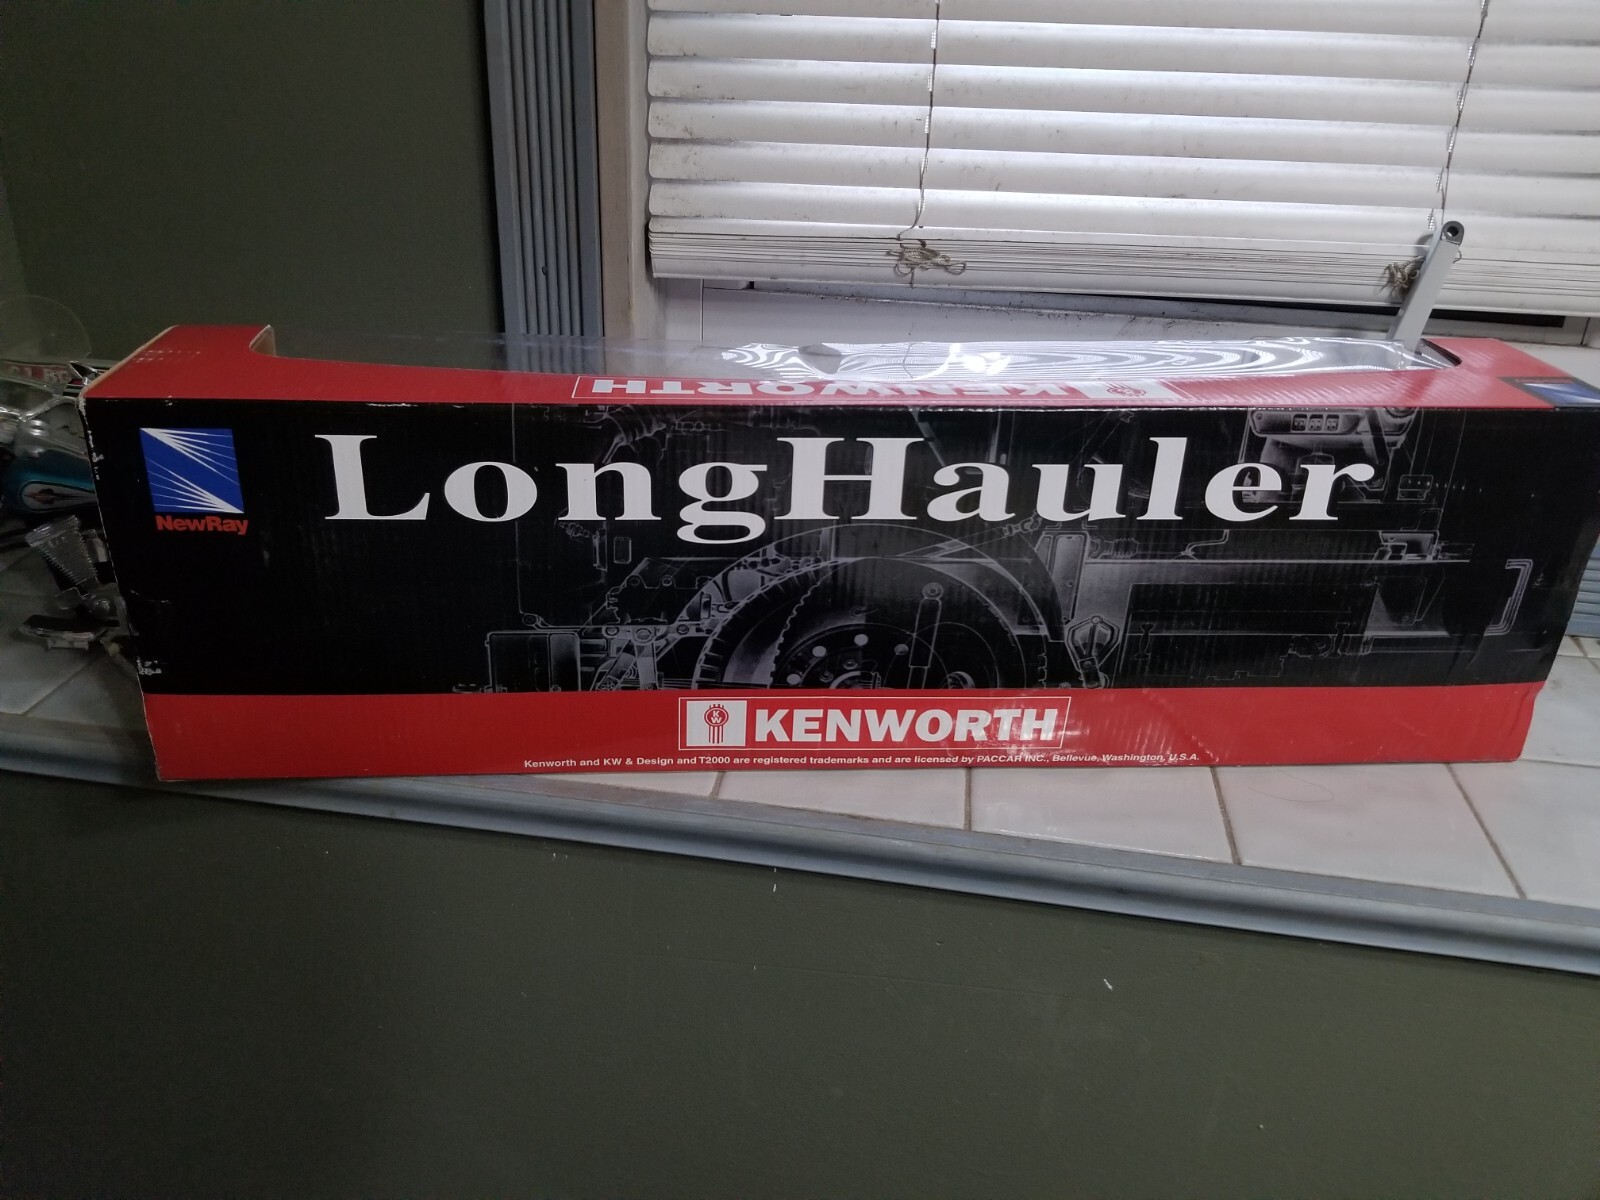 KENWORTH
LongHauler
NewRay
KW
KENWORTH
Kenworth and KW & Design and T2000 are registered trademarks and are licensed by PACCAR INC., Bellevue, Washington, U.S.A.